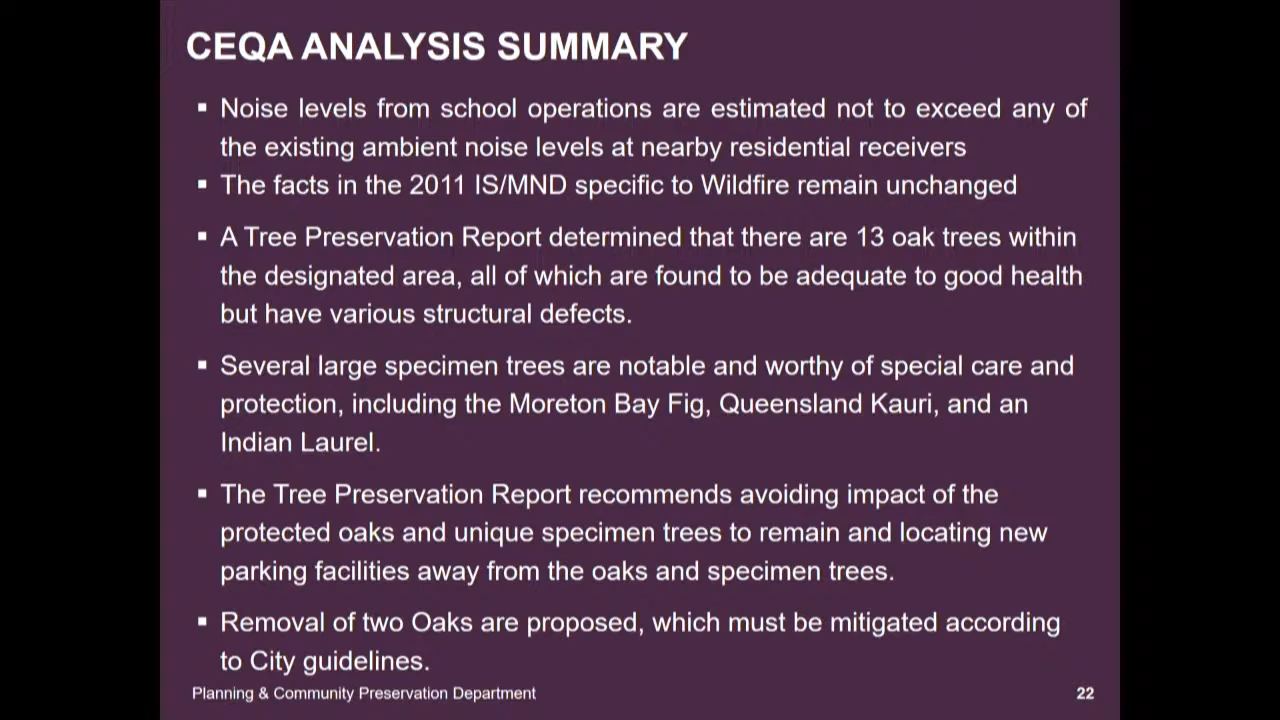 CEQA ANALYSIS SUMMARY
▪ Noise levels from school operations are estimated not to exceed any of
the existing ambient noise levels at nearby residential receivers
▪ The facts in the 2011 IS/MND specific to Wildfire remain unchanged
▪ A Tree Preservation Report determined that there are 13 oak trees within
the designated area, all of which are found to be adequate to good health
but have various structural defects.
▪ Several large specimen trees are notable and worthy of special care and
protection, including the Moreton Bay Fig, Queensland Kauri, and an
Indian Laurel.
▪ The Tree Preservation Report recommends avoiding impact of the
protected oaks and unique specimen trees to remain and locating new
parking facilities away from the oaks and specimen trees.
▪ Removal of two Oaks are proposed, which must be mitigated according
to City guidelines.
Planning & Community Preservation Department
22